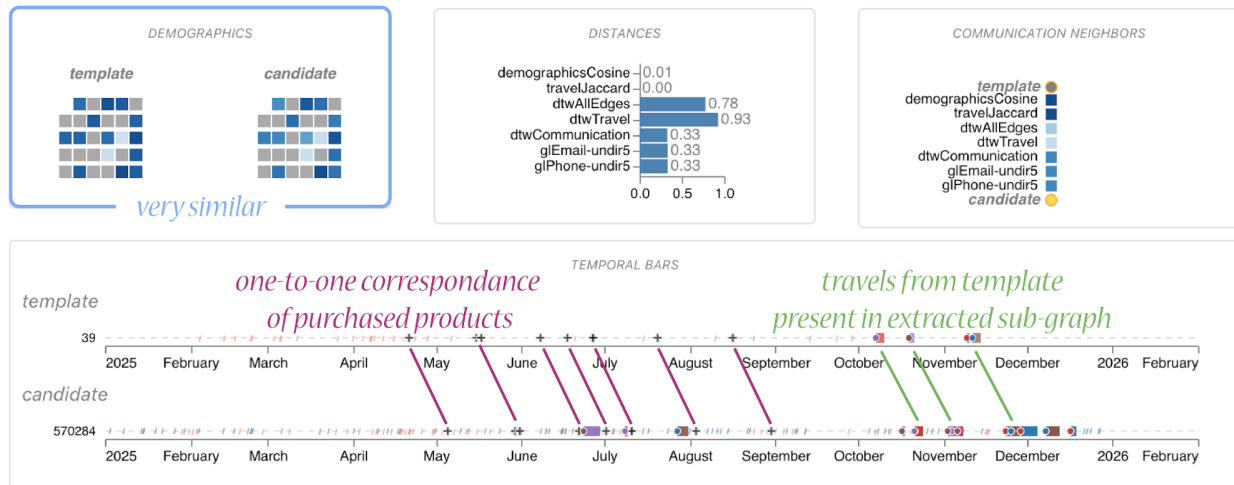 DEMOGRAPHICS
template candidate
very similar
DISTANCES
demographicsCosine 0.01
travelJaccard 0.00
dtwAllEdges 0.78
dtwTravel 0.93
dtwCommunication 0.33
glEmail-undir5 0.33
glPhone-undir5 0.33
0.0 0.5 1.0
COMMUNICATION NEIGHBORS
template
demographicsCosine
travelJaccard
dtwAllEdges
dtwTravel
dtwCommunication
glEmail-undir5
glPhone-undir5
candidate
TEMPORAL BARS
one-to-one correspondance
of purchased products
travels from template
present in extracted sub-graph
template
39
2025 February March April May June July August September October November December 2026 February
candidate
570284
2025 February March April May June July August September October November December 2026 February